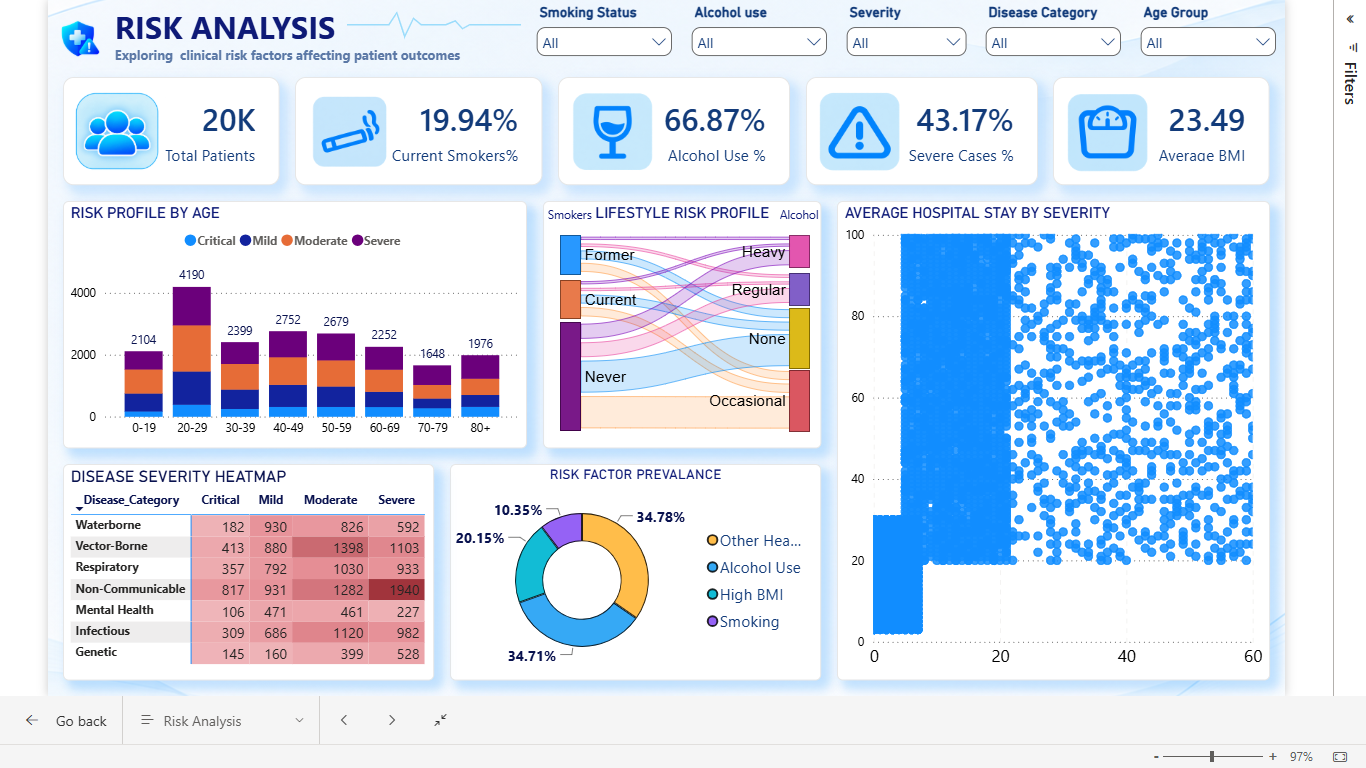 RISK ANALYSIS
Exploring clinical risk factors affecting patient outcomes
Smoking Status
All
Alcohol use
All
Severity
All
Disease Category
All
Age Group
All
Filters
20K
Total Patients
19.94%
Current Smokers%
66.87%
Alcohol Use %
43.17%
Severe Cases %
23.49
Average BMI
RISK PROFILE BY AGE
Critical Mild Moderate Severe
4000
2000
0
2104
4190
2399
2752
2679
2252
1648
1976
0-19 20-29 30-39 40-49 50-59 60-69 70-79 80+
Smokers LIFESTYLE RISK PROFILE Alcohol
Former
Current
Never
Heavy
Regular
None
Occasional
AVERAGE HOSPITAL STAY BY SEVERITY
100
80
60
40
20
0
0 20 40 60
DISEASE SEVERITY HEATMAP
Disease_Category Critical Mild Moderate Severe
Waterborne 182 930 826 592
Vector-Borne 413 880 1398 1103
Respiratory 357 792 1030 933
Non-Communicable 817 931 1282 1940
Mental Health 106 471 461 227
Infectious 309 686 1120 982
Genetic 145 160 399 528
RISK FACTOR PREVALANCE
10.35%
34.78%
20.15%
34.71%
Other Hea...
Alcohol Use
High BMI
Smoking
Go back
Risk Analysis
- + 97%